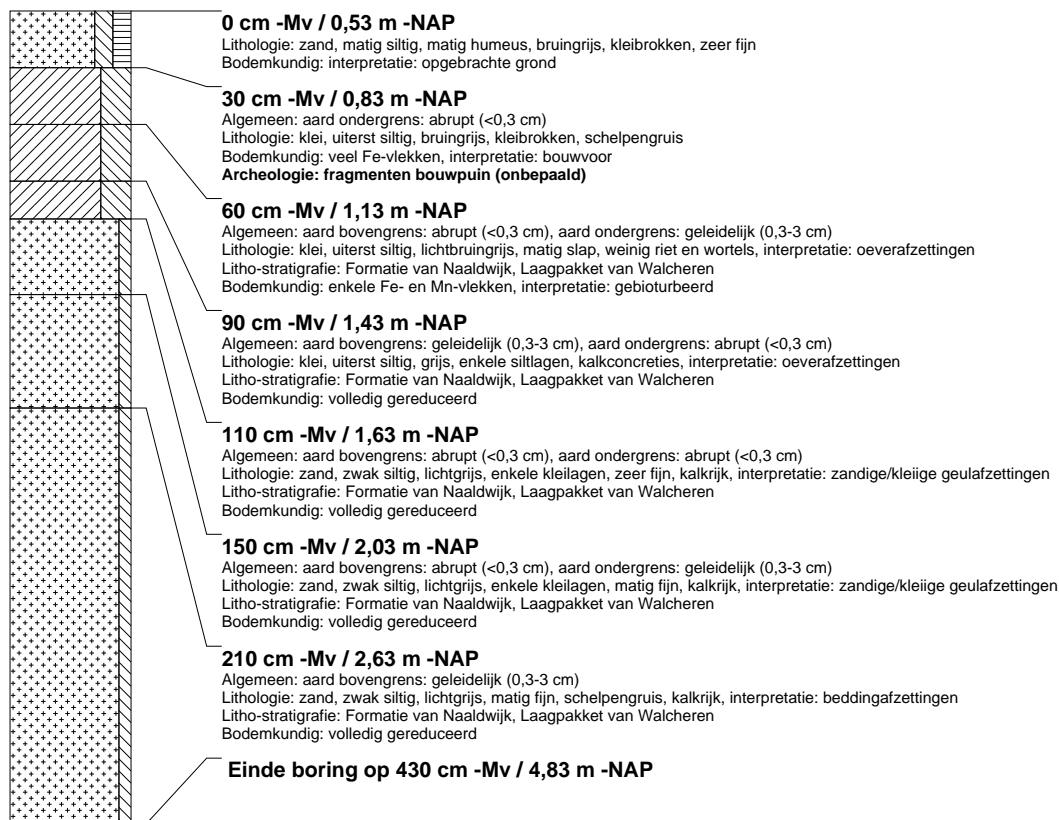 0 cm -Mv / 0,53 m -NAP
Lithologie: zand, matig siltig, matig humeus, bruingrijs, kleibrokken, zeer fijn
Bodemkundig: interpretatie: opgebrachte grond
30 cm -Mv / 0,83 m -NAP
Algemeen: aard ondergrens: abrupt (<0,3 cm)
Lithologie: klei, uiterst siltig, bruingrijs, kleibrokken, schelpengruis
Bodemkundig: veel Fe-vlekken, interpretatie: bouwvoor
Archeologie: fragmenten bouwpuin (onbepaald)
60 cm -Mv / 1,13 m -NAP
Algemeen: aard bovengrens: abrupt (<0,3 cm), aard ondergrens: geleidelijk (0,3-3 cm)
Lithologie: klei, uiterst siltig, lichtbruingrijs, matig slap, weinig riet en wortels, interpretatie: oeverafzettingen
Litho-stratigrafie: Formatie van Naaldwijk, Laagpakket van Walcheren
Bodemkundig: enkele Fe- en Mn-vlekken, interpretatie: gebioturbeerd
90 cm -Mv / 1,43 m -NAP
Algemeen: aard bovengrens: geleidelijk (0,3-3 cm), aard ondergrens: abrupt (<0,3 cm)
Lithologie: klei, uiterst siltig, grijs, enkele siltlagen, kalkconcreties, interpretatie: oeverafzettingen
Litho-stratigrafie: Formatie van Naaldwijk, Laagpakket van Walcheren
Bodemkundig: volledig gereduceerd
110 cm -Mv / 1,63 m -NAP
Algemeen: aard bovengrens: abrupt (<0,3 cm), aard ondergrens: abrupt (<0,3 cm)
Lithologie: zand, zwak siltig, lichtgrijs, enkele kleilagen, zeer fijn, kalkrijk, interpretatie: zandige/kleiige geulafzettingen
Litho-stratigrafie: Formatie van Naaldwijk, Laagpakket van Walcheren
Bodemkundig: volledig gereduceerd
150 cm -Mv / 2,03 m -NAP
Algemeen: aard bovengrens: abrupt (<0,3 cm), aard ondergrens: geleidelijk (0,3-3 cm)
Lithologie: zand, zwak siltig, lichtgrijs, enkele kleilagen, matig fijn, kalkrijk, interpretatie: zandige/kleiige geulafzettingen
Litho-stratigrafie: Formatie van Naaldwijk, Laagpakket van Walcheren
Bodemkundig: volledig gereduceerd
210 cm -Mv / 2,63 m -NAP
Algemeen: aard bovengrens: geleidelijk (0,3-3 cm)
Lithologie: zand, zwak siltig, lichtgrijs, matig fijn, schelpengruis, kalkrijk, interpretatie: beddingafzettingen
Litho-stratigrafie: Formatie van Naaldwijk, Laagpakket van Walcheren
Bodemkundig: volledig gereduceerd
Einde boring op 430 cm -Mv / 4,83 m -NAP